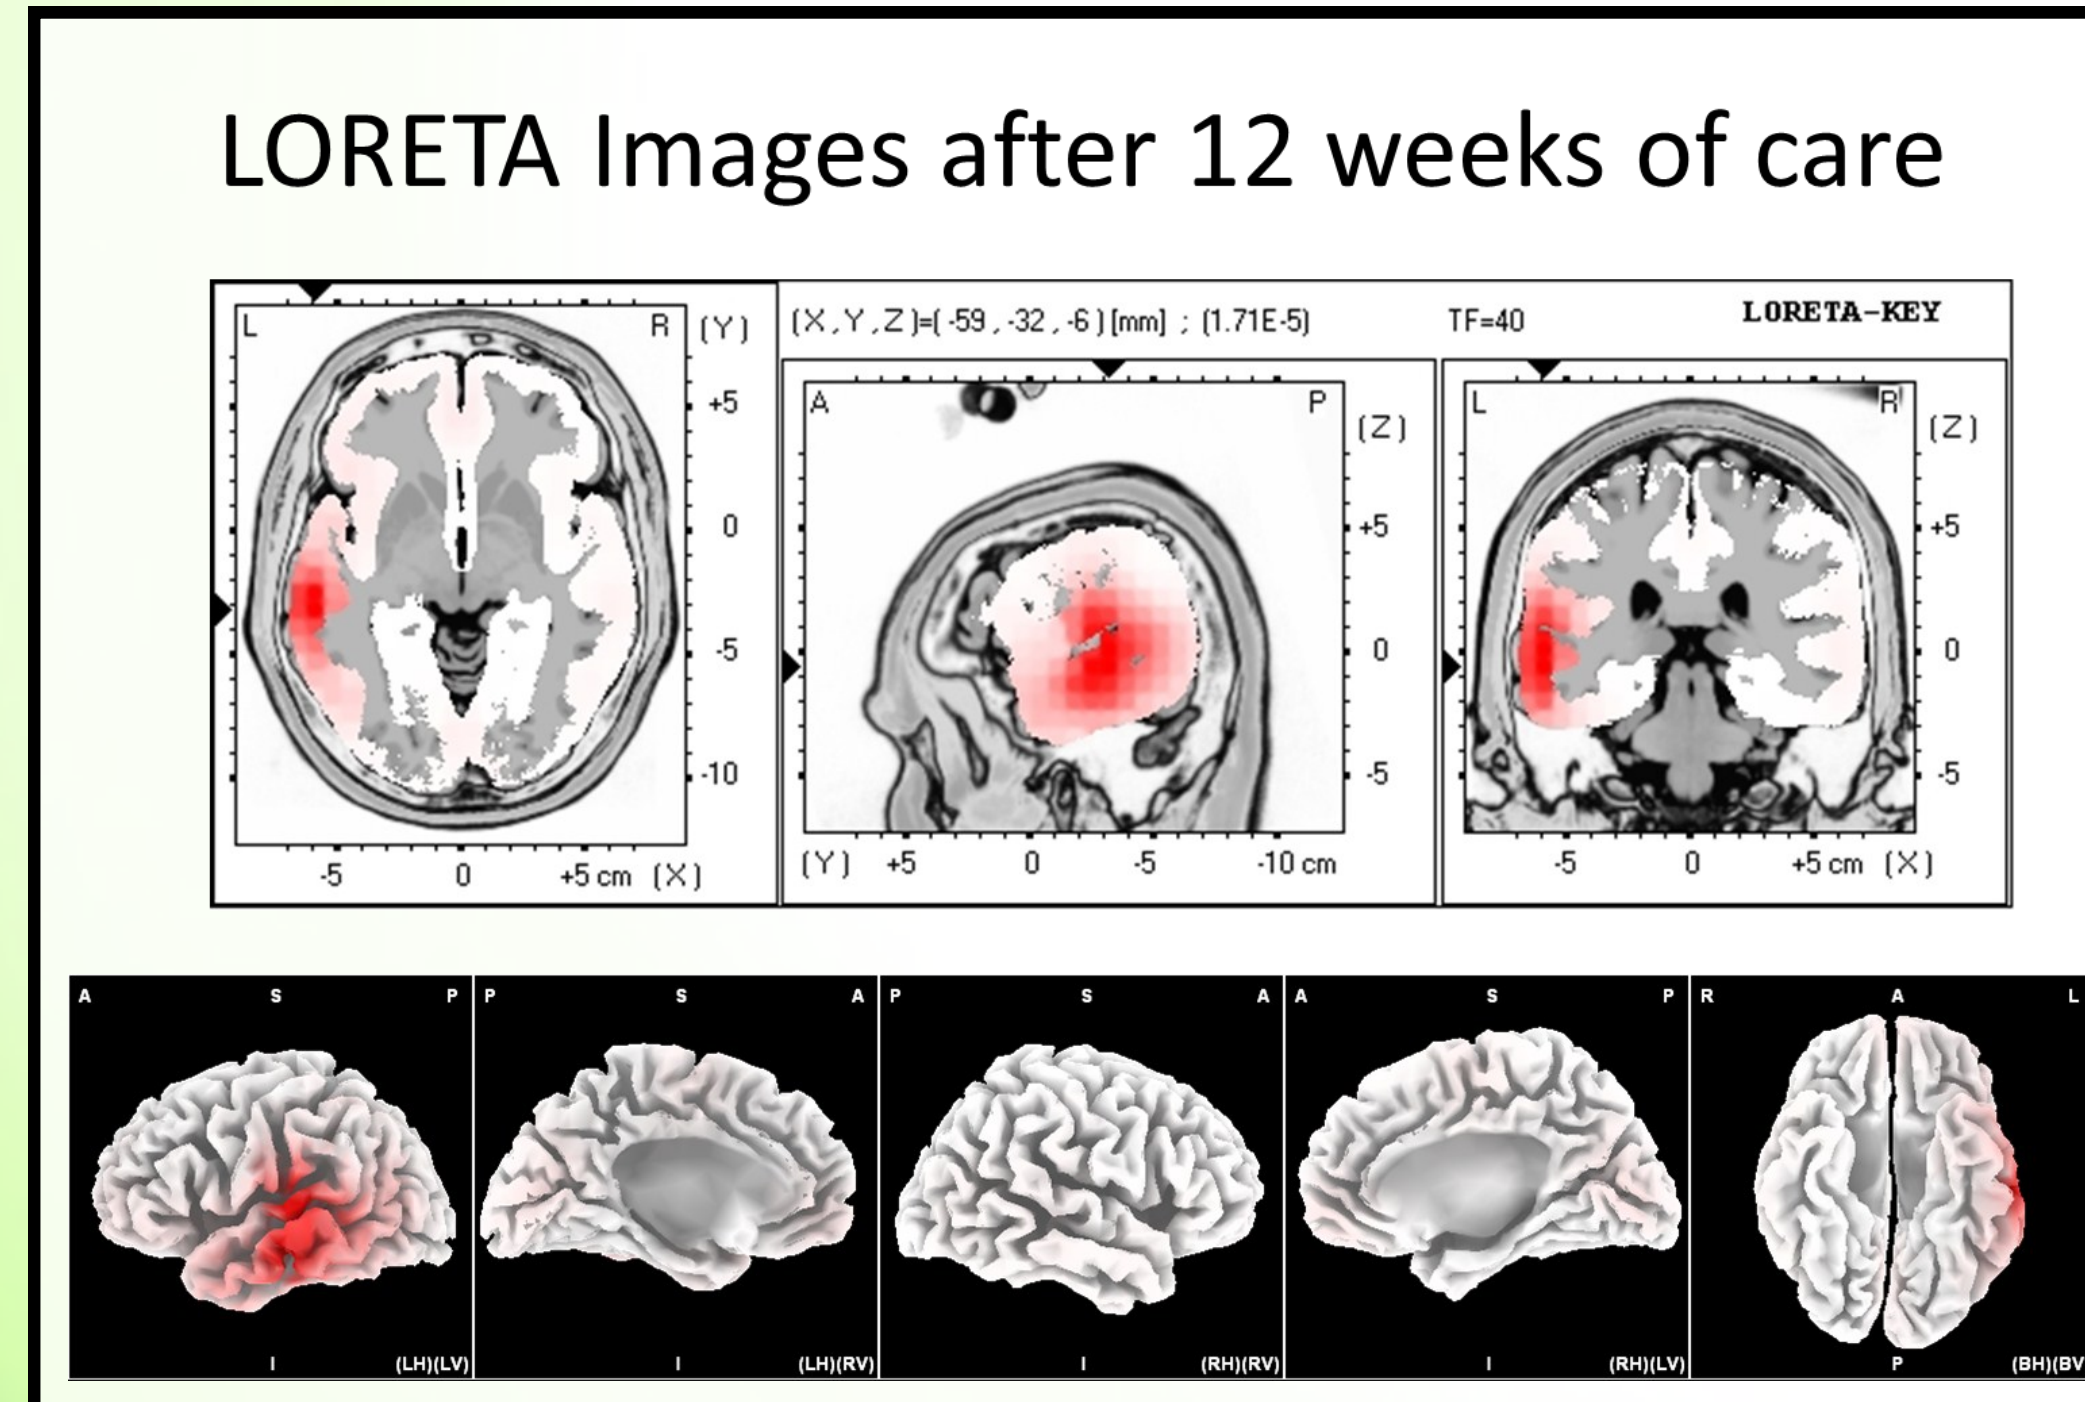 LORETA Images after 12 weeks of care
(X,Y,Z)=( -59 , -32 , -6 ) [mm] ; (1.71E-5) TF=40 LORETA-KEY
L R (Y)
+5
0
-5
-10
-5 0 +5 cm (X)
A P (Z)
+5
0
-5
(Y) +5 0 -5 -10 cm
L R (Z)
+5
0
-5
-5 0 +5 cm (X)
A S P
I (LH)(LV)
P S A
I (LH)(RV)
P S A
I (RH)(RV)
A S P
I (RH)(LV)
R A L
P (BH)(BV